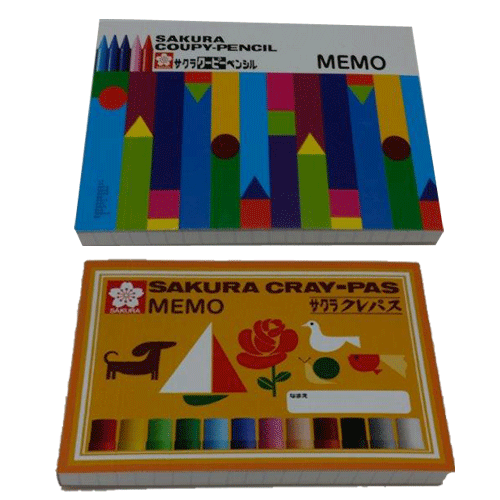 SAKURA
COUPY-PENCIL
サクラクーピーペンシル
MEMO
SAKURA CRAY-PAS
SAKURA
MEMO
サクラクレパス
なまえ